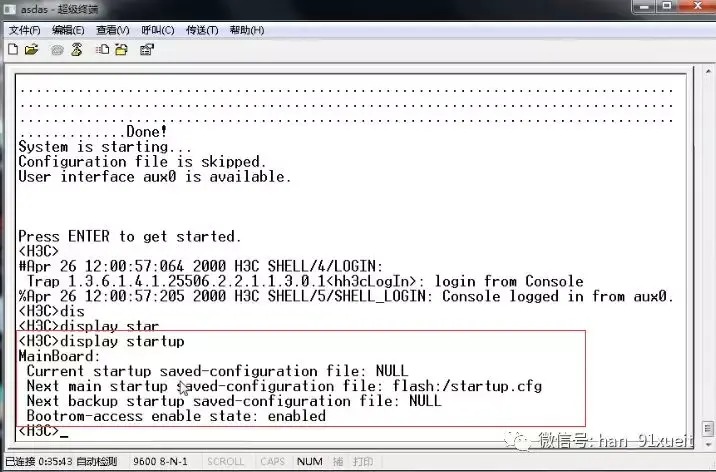 asdas - 超级终端
文件(F) 编辑(E) 查看(V) 呼叫(C) 传送(T) 帮助(H)
........................................................................
........................................................................
........................................................................
.............Done!
System is starting...
Configuration file is skipped.
User interface aux0 is available.
Press ENTER to get started.
<H3C>
#Apr 26 12:00:57:064 2000 H3C SHELL/4/LOGIN:
 Trap 1.3.6.1.4.1.25506.2.2.1.1.3.0.1<hh3cLogIn>: login from Console
%Apr 26 12:00:57:205 2000 H3C SHELL/5/SHELL_LOGIN: Console logged in from aux0.
<H3C>dis
<H3C>display star
<H3C>display startup
MainBoard:
 Current startup saved-configuration file: NULL
 Next main startup saved-configuration file: flash:/startup.cfg
 Next backup startup saved-configuration file: NULL
 Bootrom-access enable state: enabled
<H3C>_
微信号: han_91xueit
已连接 0:35:43 自动检测 9600 8-N-1 SCROLL CAPS NUM 捕 打印